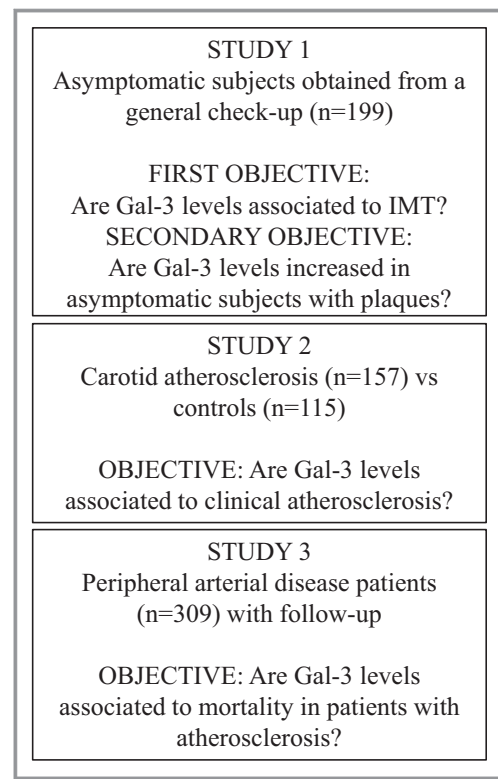 STUDY 1
Asymptomatic subjects obtained from a
general check-up (n=199)
FIRST OBJECTIVE:
Are Gal-3 levels associated to IMT?
SECONDARY OBJECTIVE:
Are Gal-3 levels increased in
asymptomatic subjects with plaques?
STUDY 2
Carotid atherosclerosis (n=157) vs
controls (n=115)
OBJECTIVE: Are Gal-3 levels
associated to clinical atherosclerosis?
STUDY 3
Peripheral arterial disease patients
(n=309) with follow-up
OBJECTIVE: Are Gal-3 levels
associated to mortality in patients with
atherosclerosis?